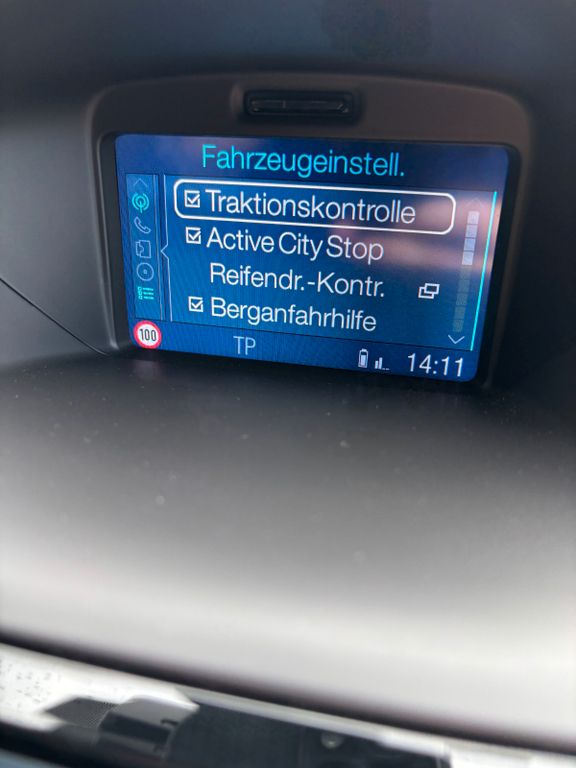 Fahrzeugeinstell.
Traktionskontrolle
Active City Stop
Reifendr.-Kontr.
Berganfahrhilfe
100
TP
14:11